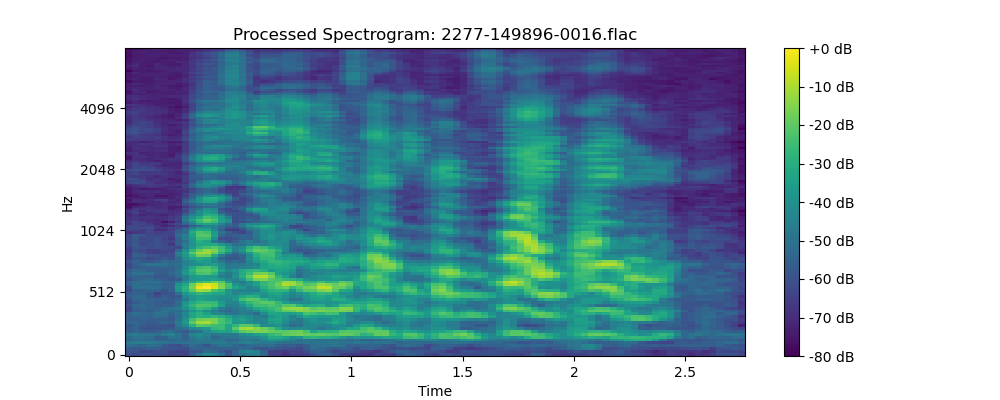 Processed Spectrogram: 2277-149896-0016.flac
Hz
4096
2048
1024
512
0
0 0.5 1 1.5 2 2.5
Time
+0 dB
-10 dB
-20 dB
-30 dB
-40 dB
-50 dB
-60 dB
-70 dB
-80 dB